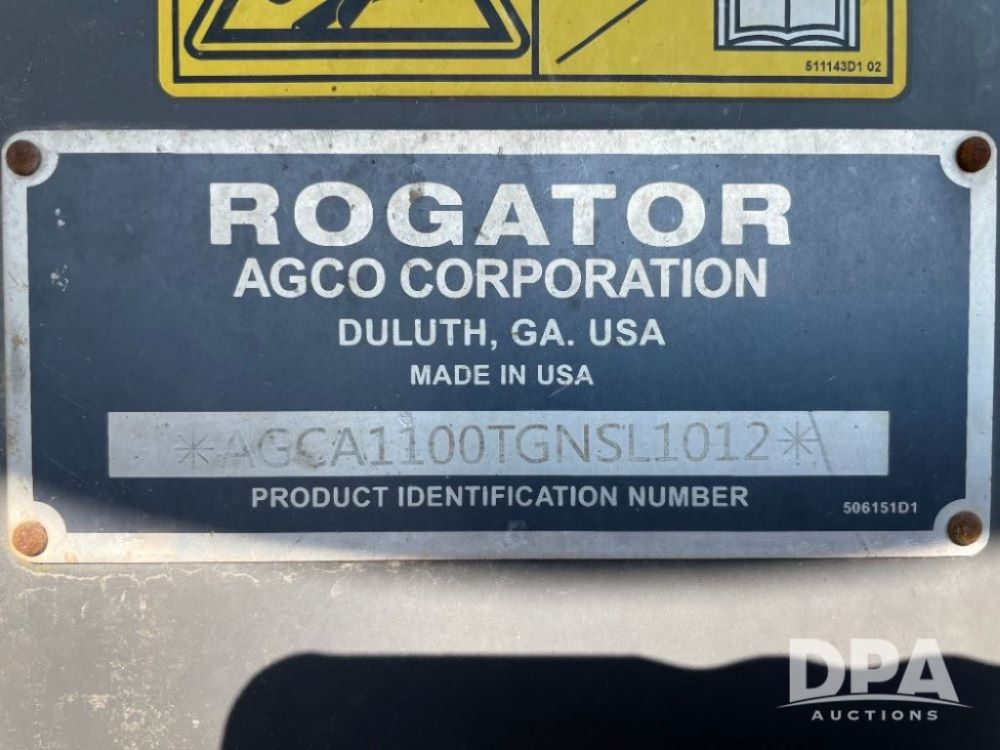 511143D1 02
ROGATOR
AGCO CORPORATION
DULUTH, GA. USA
MADE IN USA
*AGCA1100TGNSL1012*
PRODUCT IDENTIFICATION NUMBER
506151D1
DPA
AUCTIONS